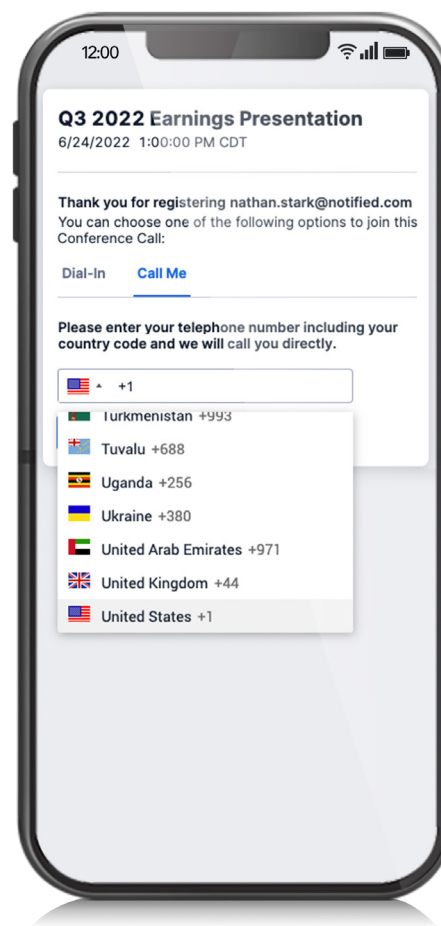 12:00
Q3 2022 Earnings Presentation
6/24/2022 1:00:00 PM CDT
Thank you for registering nathan.stark@notified.com
You can choose one of the following options to join this
Conference Call:
Dial-In Call Me
Please enter your telephone number including your
country code and we will call you directly.
+1
Turkmenistan +993
Tuvalu +688
Uganda +256
Ukraine +380
United Arab Emirates +971
United Kingdom +44
United States +1